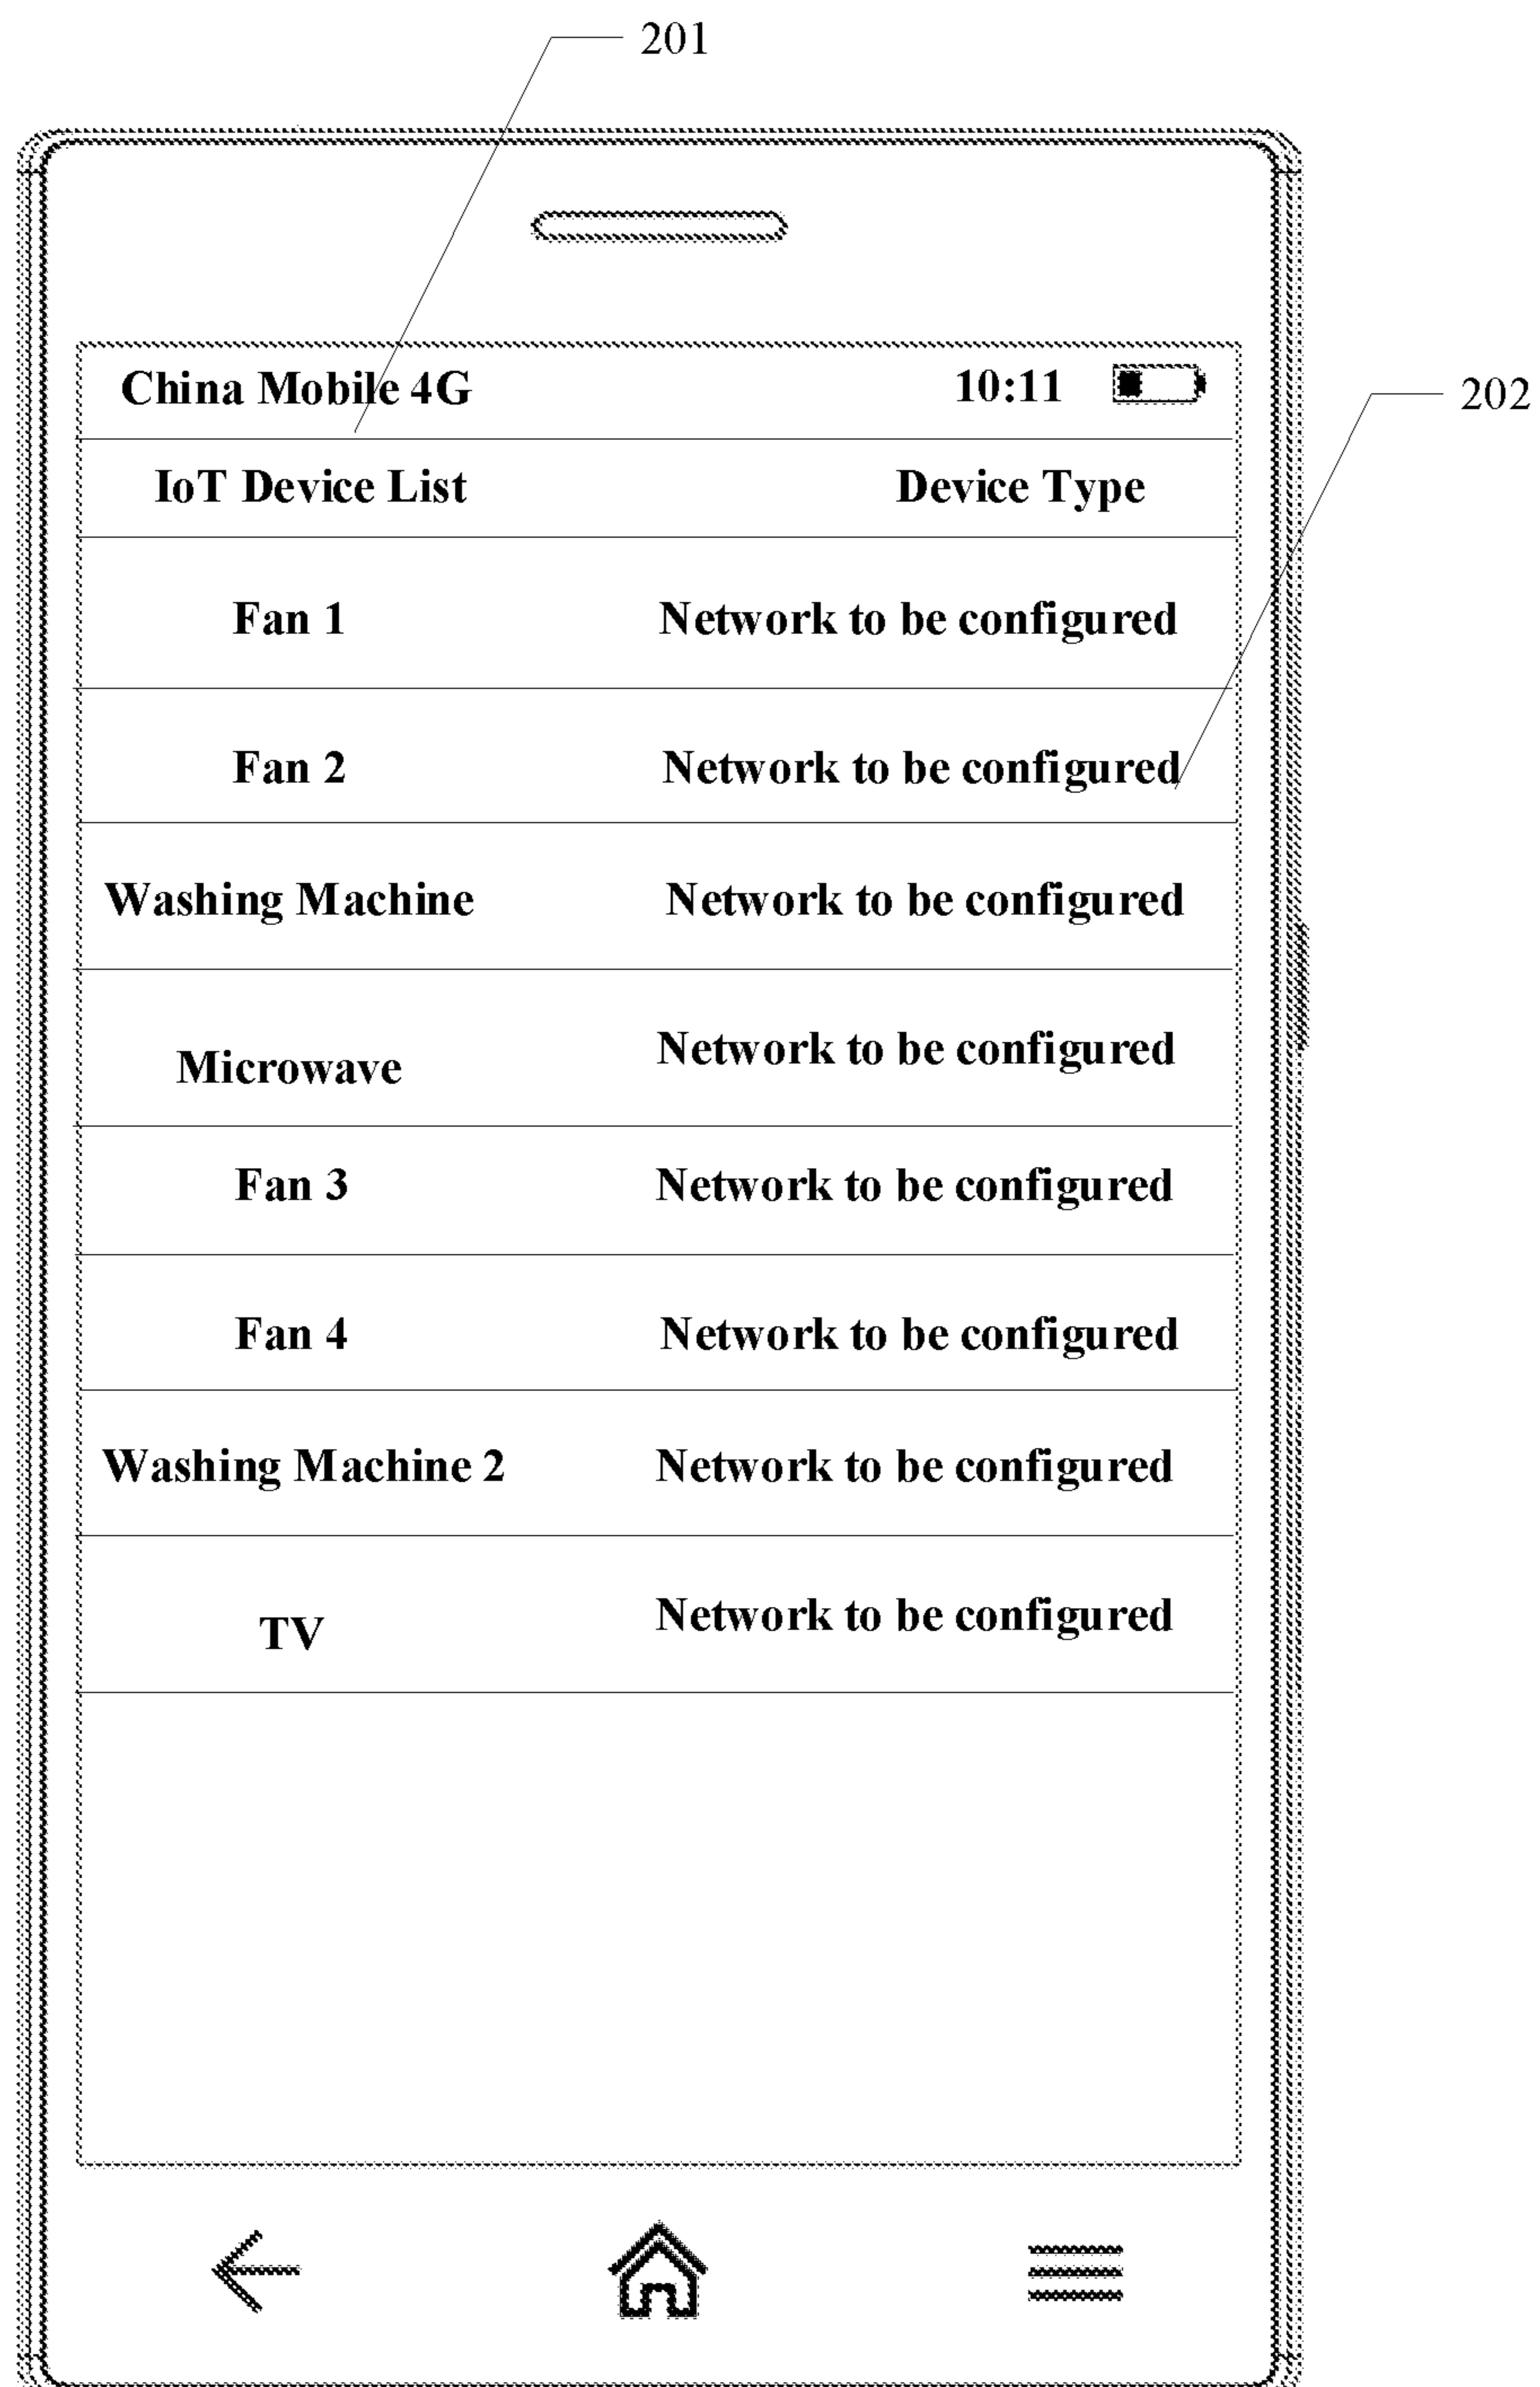 201
China Mobile 4G 10:11
202
IoT Device List Device Type
Fan 1 Network to be configured
Fan 2 Network to be configured
Washing Machine Network to be configured
Microwave Network to be configured
Fan 3 Network to be configured
Fan 4 Network to be configured
Washing Machine 2 Network to be configured
TV Network to be configured